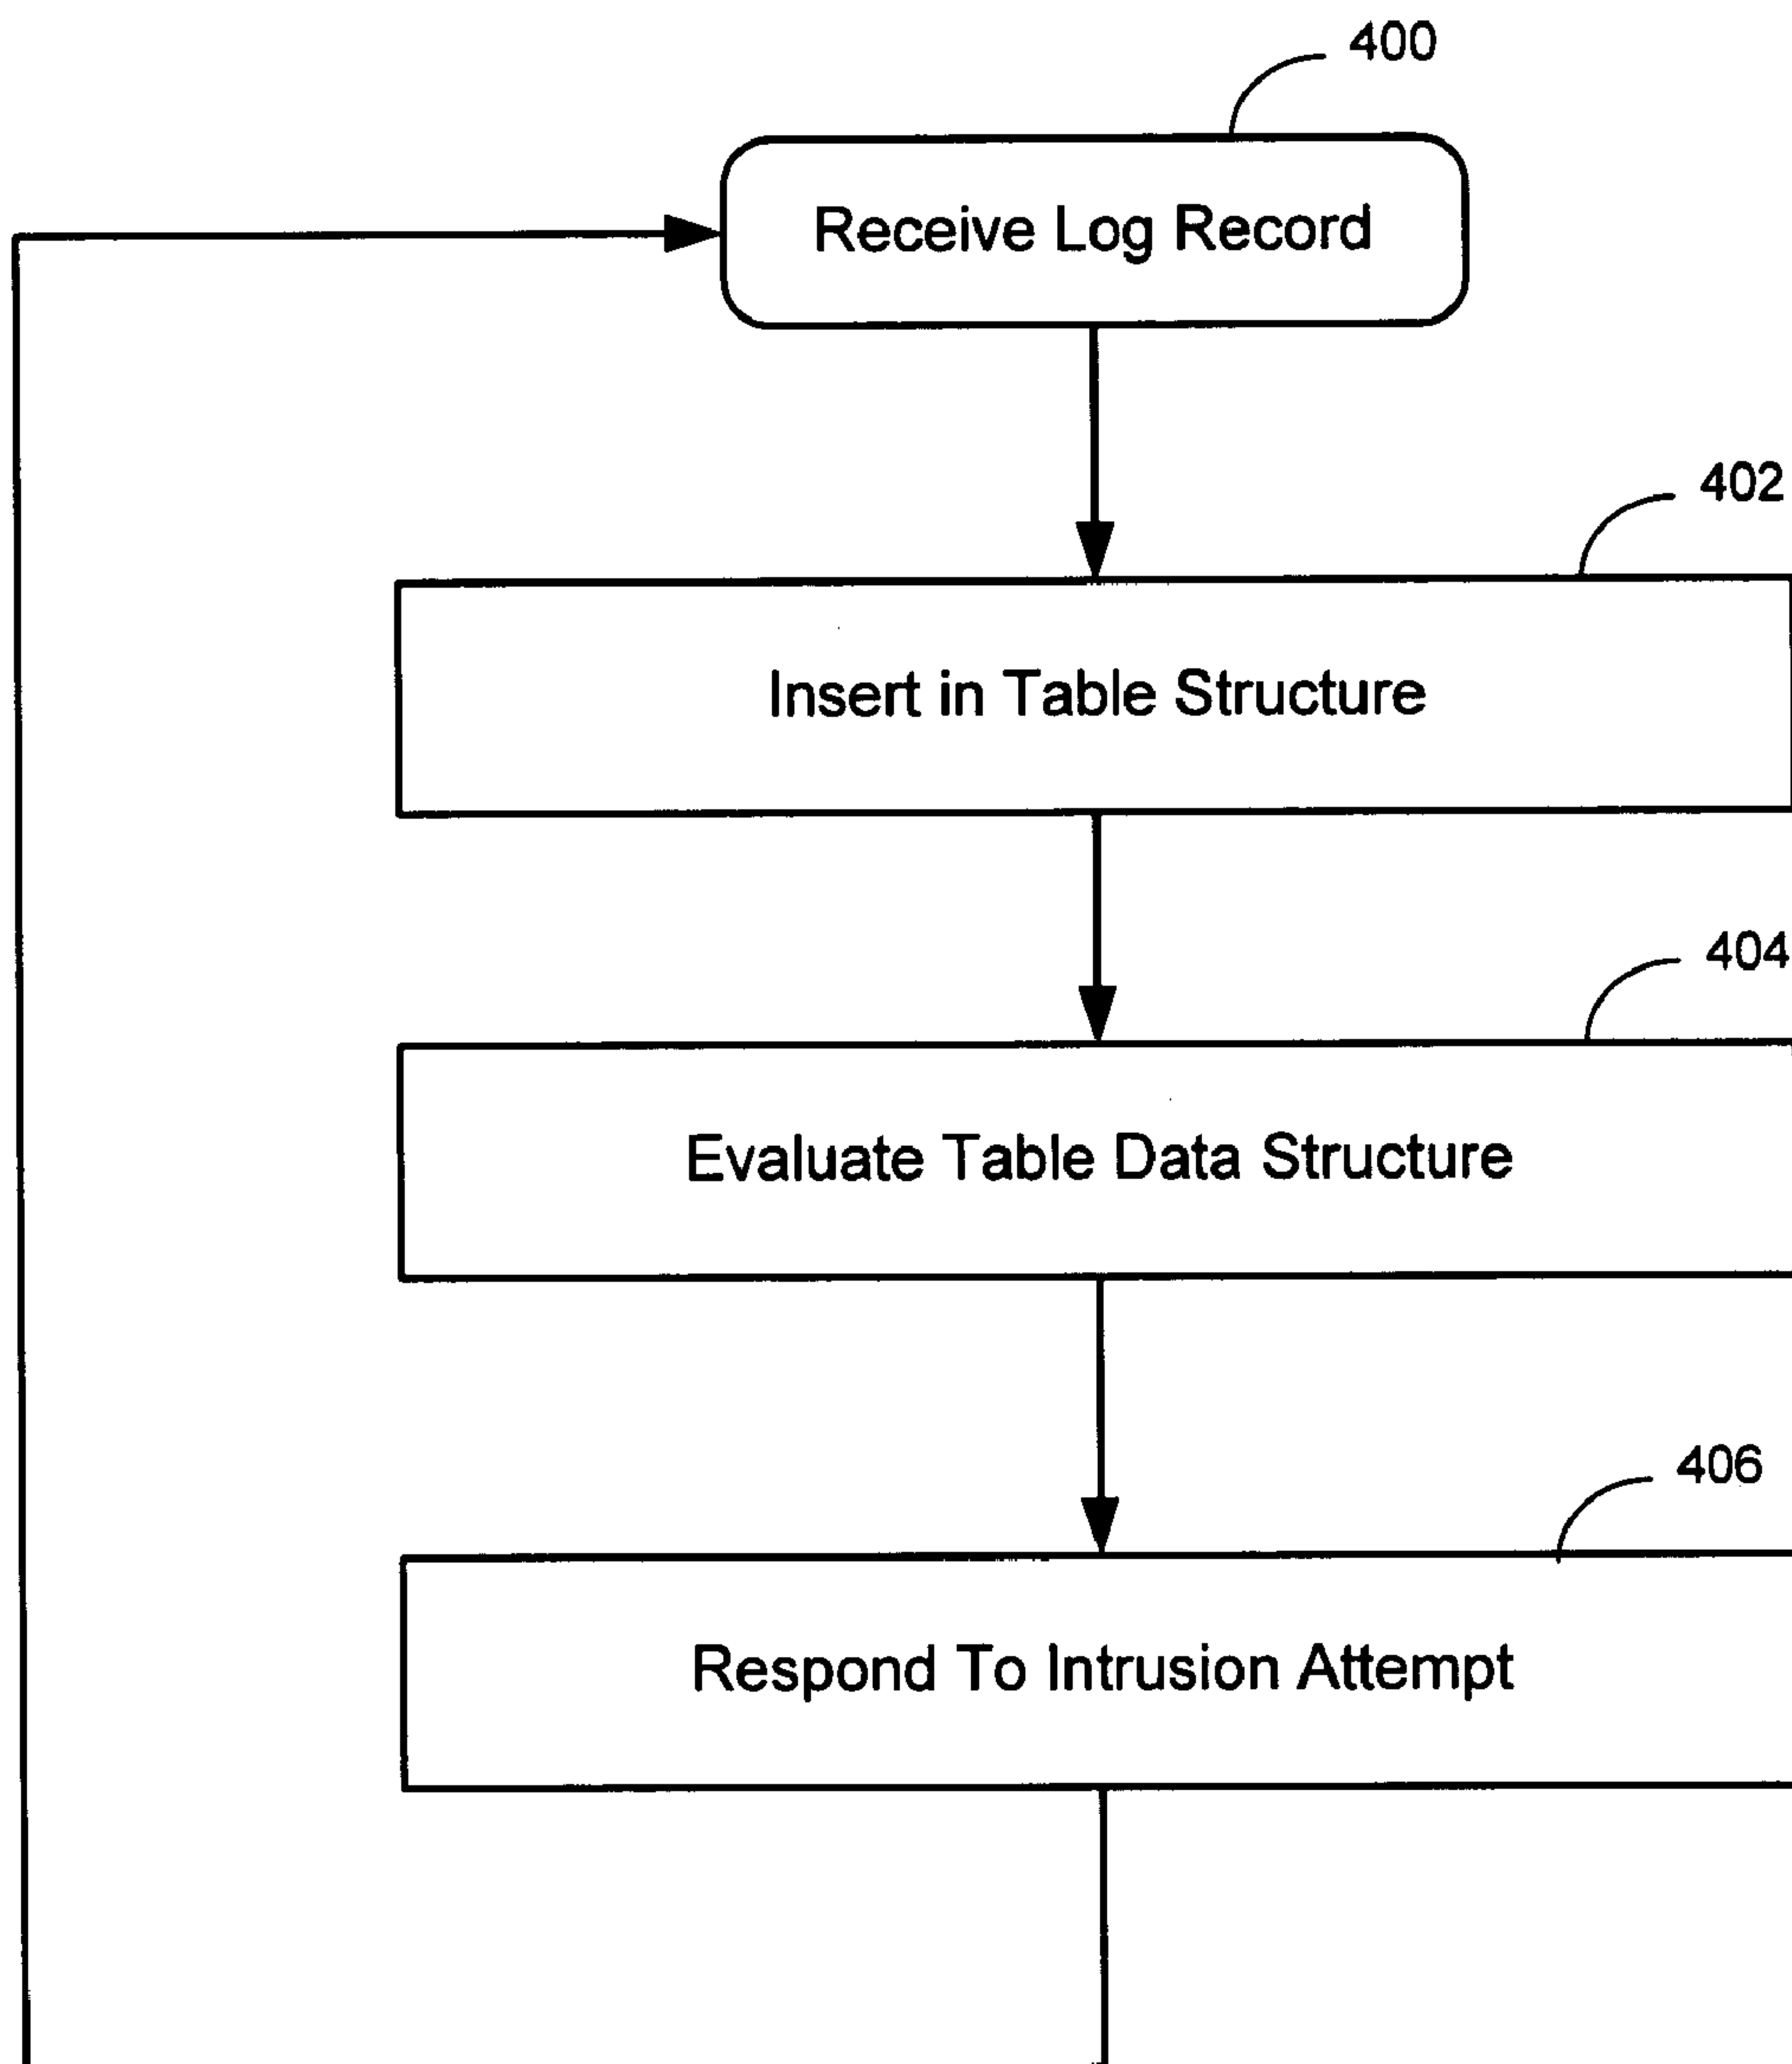 400
Receive Log Record
402
Insert in Table Structure
404
Evaluate Table Data Structure
406
Respond To Intrusion Attempt